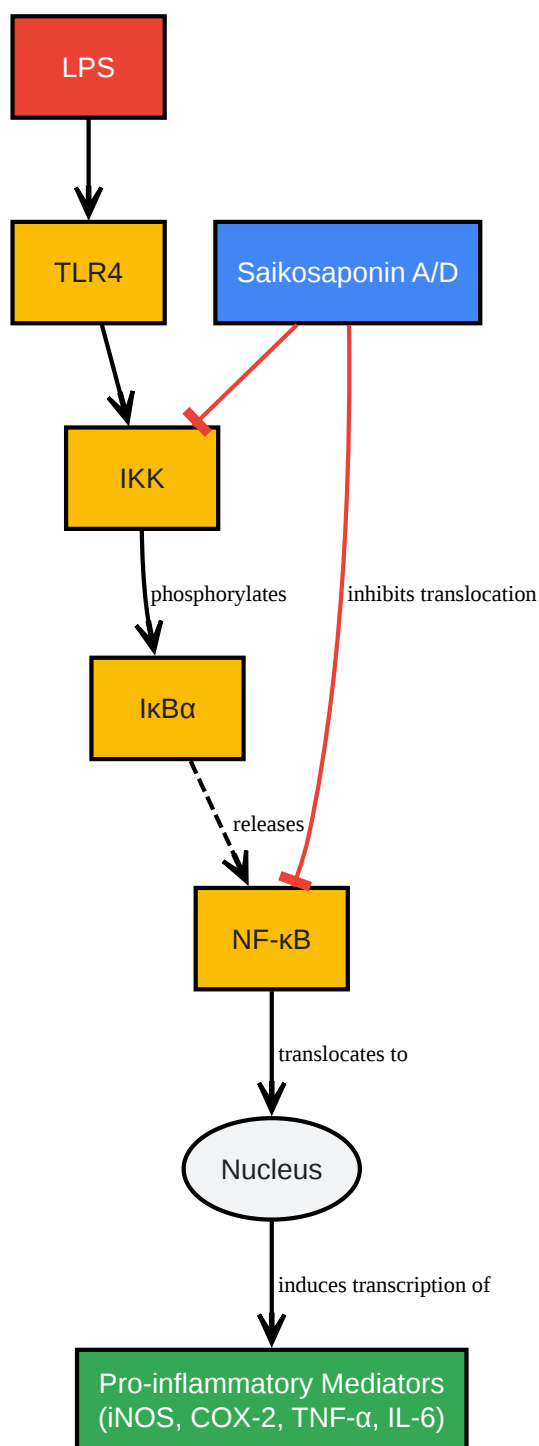 LPS
TLR4
Saikosaponin A/D
IKK
phosphorylates
inhibits translocation
IκBα
releases
NF-κB
translocates to
Nucleus
induces transcription of
Pro-inflammatory Mediators
(iNOS, COX-2, TNF-α, IL-6)